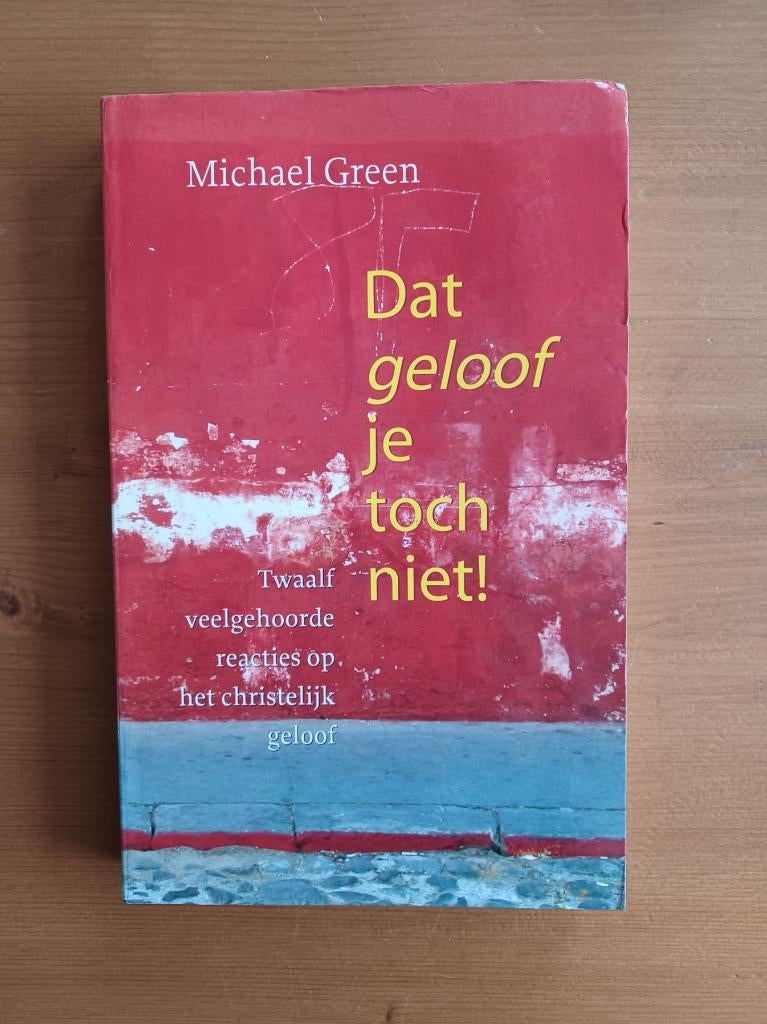 Michael Green
Dat
geloof
je
toch
niet!
Twaalf
veelgehoorde
reacties op
het christelijk
geloof